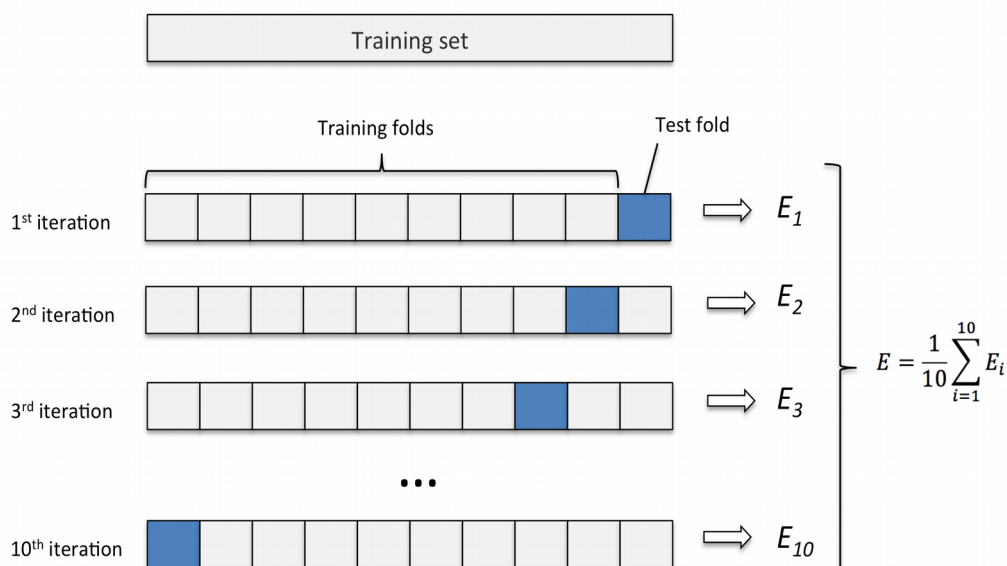 Training set
Training folds
Test fold
1st iteration
E1
2nd iteration
E2
3rd iteration
E3
E = 1/10 ∑ i=1 10 Ei
...
10th iteration
E10